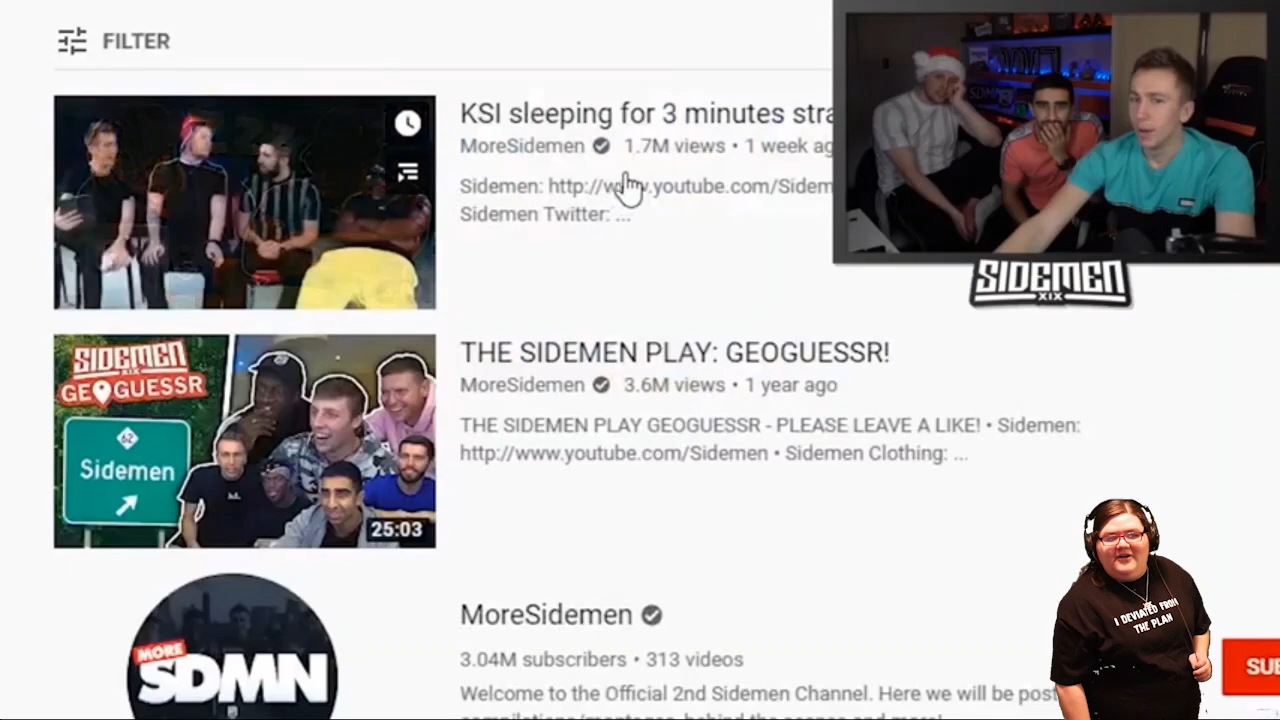 FILTER
KSI sleeping for 3 minutes stra
MoreSidemen 1.7M views • 1 week ag
Sidemen: http://www.youtube.com/Sidem
Sidemen Twitter: ...
SIDEMEN
XIX
SIDEMEN
XIX
GEOGUESSR
62
Sidemen
25:03
THE SIDEMEN PLAY: GEOGUESSR!
MoreSidemen 3.6M views • 1 year ago
THE SIDEMEN PLAY GEOGUESSR - PLEASE LEAVE A LIKE! • Sidemen:
http://www.youtube.com/Sidemen • Sidemen Clothing: ...
MORE
SDMN
MoreSidemen
3.04M subscribers • 313 videos
Welcome to the Official 2nd Sidemen Channel. Here we will be post
I DEVIATED FROM
THE PLAN
SUB